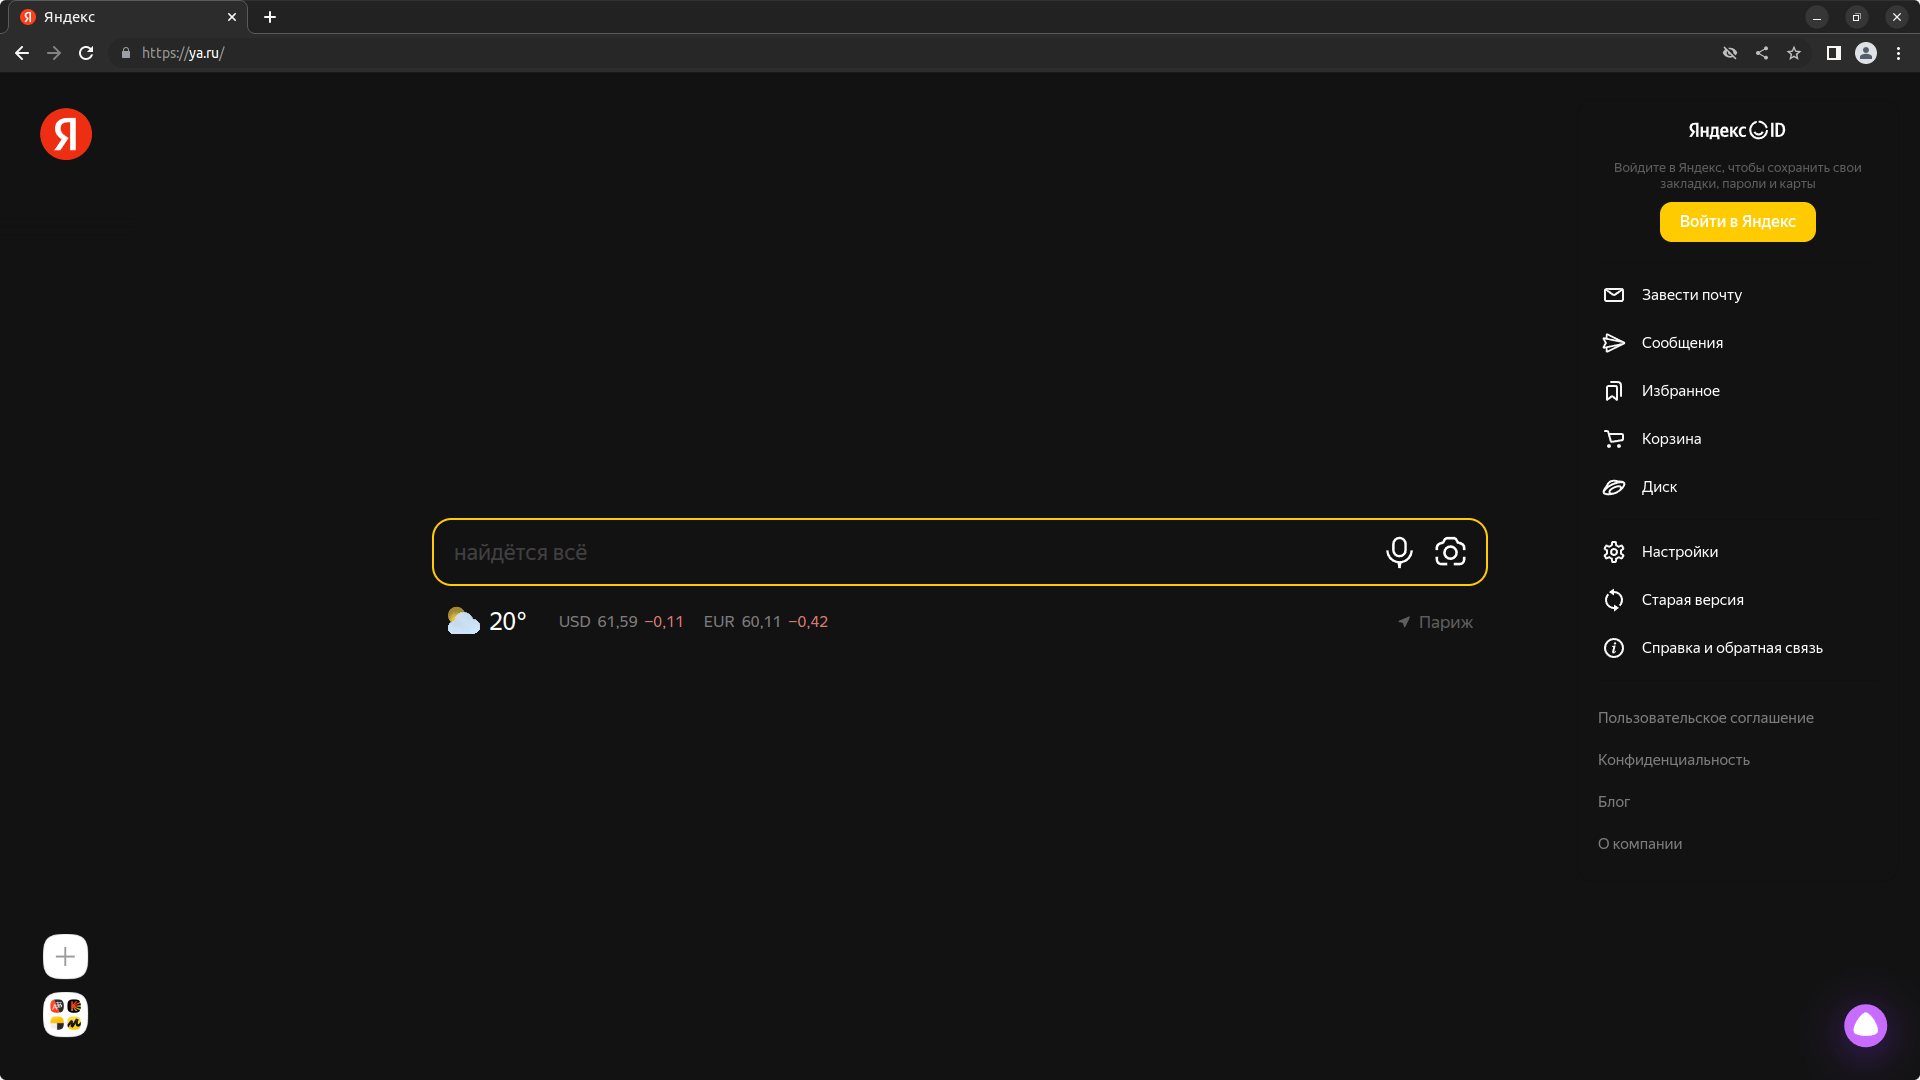 Яндекс
https://ya.ru/
Я
Яндекс ID
Войдите в Яндекс, чтобы сохранить свои
закладки, пароли и карты
Войти в Яндекс
Завести почту
Сообщения
Избранное
Корзина
Диск
найдётся всё
Настройки
20° USD 61,59 −0,11 EUR 60,11 −0,42 Париж
Старая версия
Справка и обратная связь
Пользовательское соглашение
Конфиденциальность
Блог
О компании